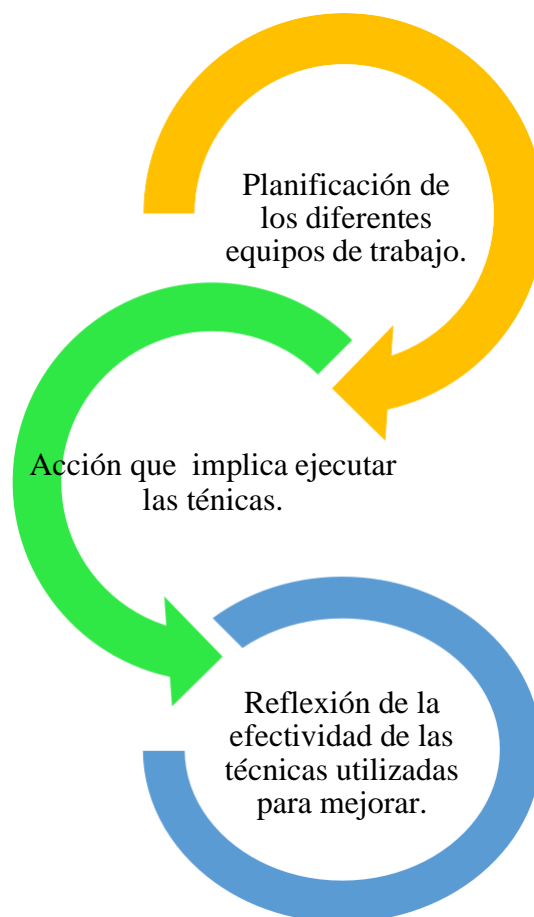 Planificación de
los diferentes
equipos de trabajo.
Acción que  implica ejecutar
las ténicas.
Reflexión de la
efectividad de las
técnicas utilizadas
para mejorar.